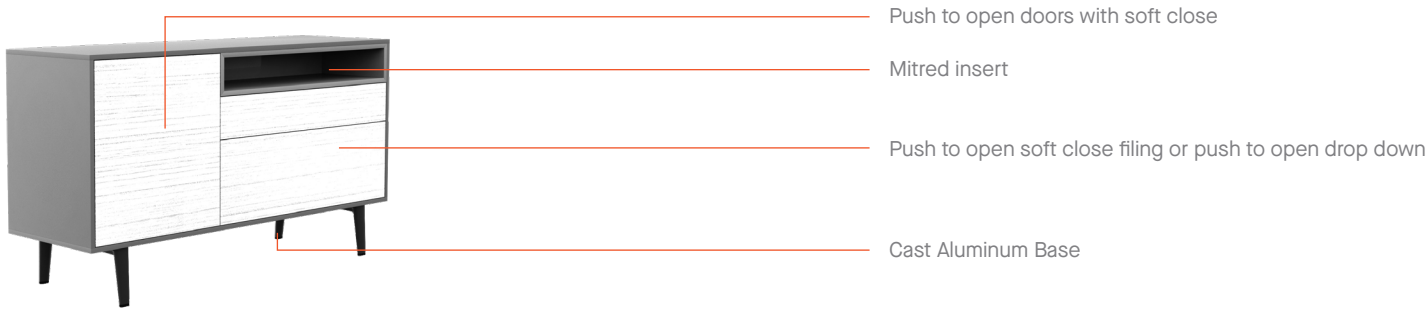 Push to open doors with soft close
Mitred insert
Push to open soft close filing or push to open drop down
Cast Aluminum Base